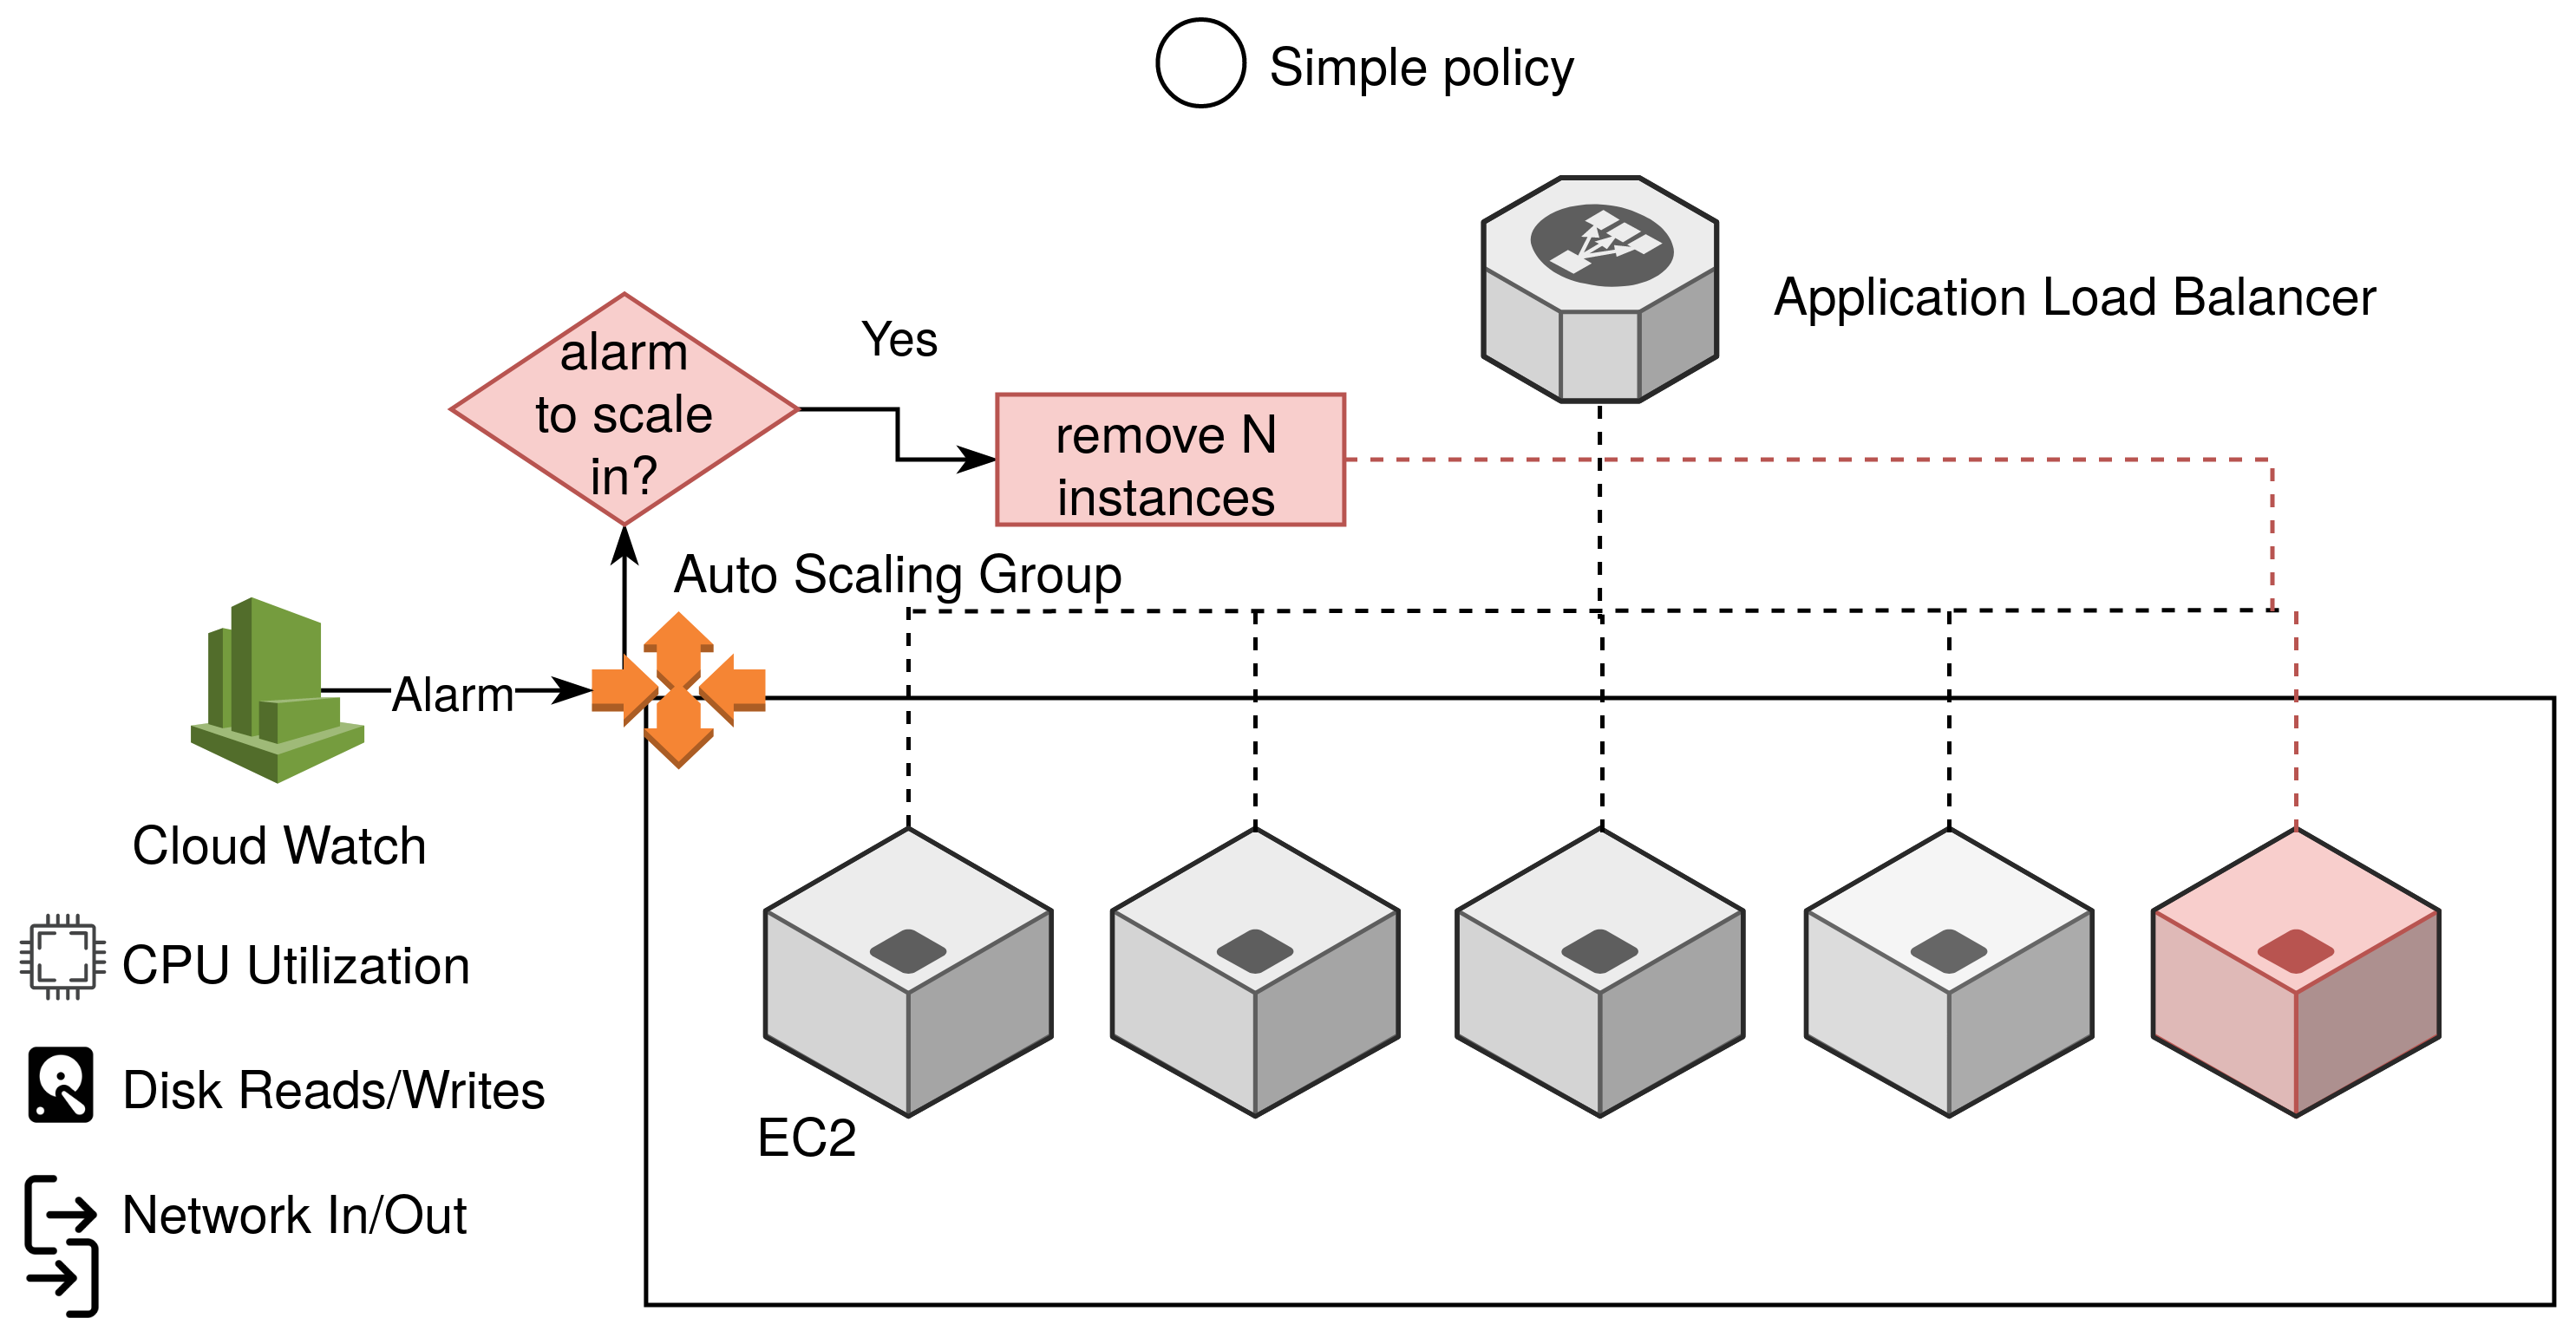 Simple policy
Application Load Balancer
alarm
to scale
in?
Yes
remove N
instances
Auto Scaling Group
Alarm
Cloud Watch
CPU Utilization
Disk Reads/Writes
Network In/Out
EC2